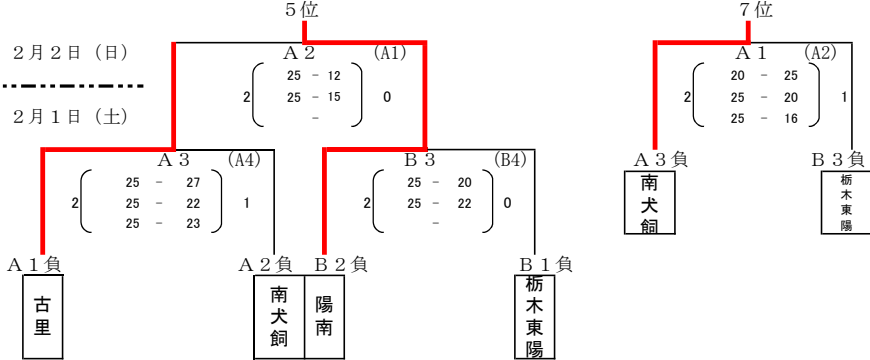 ５位
７位
２月２日（日）
２月１日（土）
Ａ２ (A1)
2 25 - 12 0
25 - 15
-
Ａ１ (A2)
2 20 - 25 1
25 - 20
25 - 16
Ａ３ (A4)
2 25 - 27 1
25 - 22
25 - 23
Ｂ３ (B4)
2 25 - 20 0
25 - 22
-
Ａ３負
Ｂ３負
南犬飼
栃木東陽
Ａ１負
Ａ２負
Ｂ２負
Ｂ１負
古里
南犬飼
陽南
栃木東陽